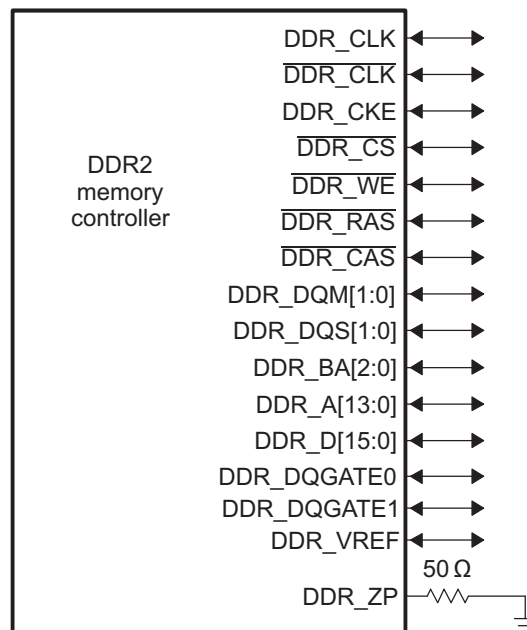 DDR_CLK
DDR_CLK
DDR_CKE
DDR_CS
DDR2
memory
controller
DDR_WE
DDR_RAS
DDR_CAS
DDR_DQM[1:0]
DDR_DQS[1:0]
DDR_BA[2:0]
DDR_A[13:0]
DDR_D[15:0]
DDR_DQGATE0
DDR_DQGATE1
DDR_VREF
50 Ω
DDR_ZP